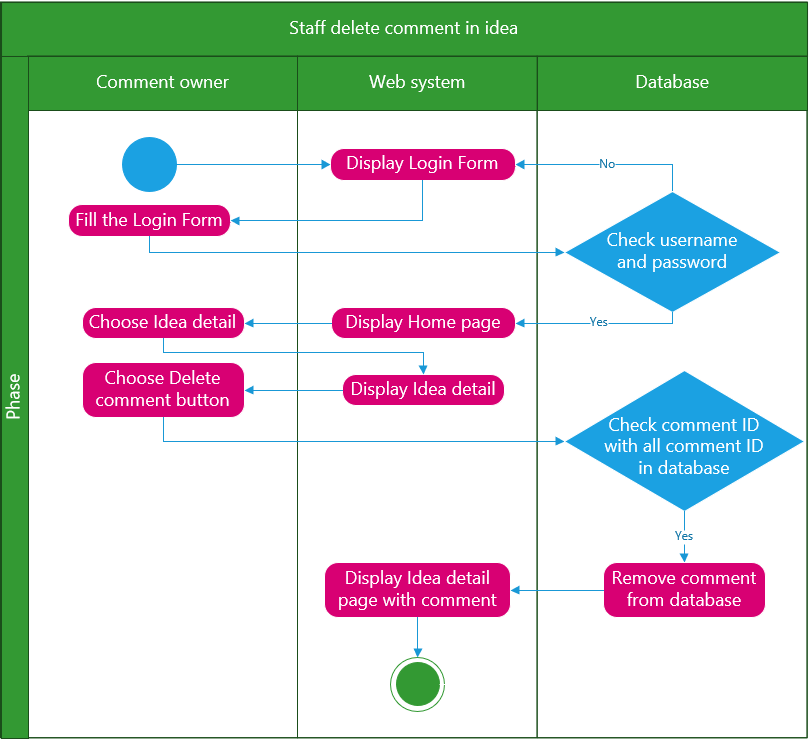 Staff delete comment in idea
Comment owner
Web system
Database
Phase
Display Login Form
No
Fill the Login Form
Check username
and password
Choose Idea detail
Display Home page
Yes
Choose Delete
comment button
Display Idea detail
Check comment ID
with all comment ID
in database
Yes
Display Idea detail
page with comment
Remove comment
from database